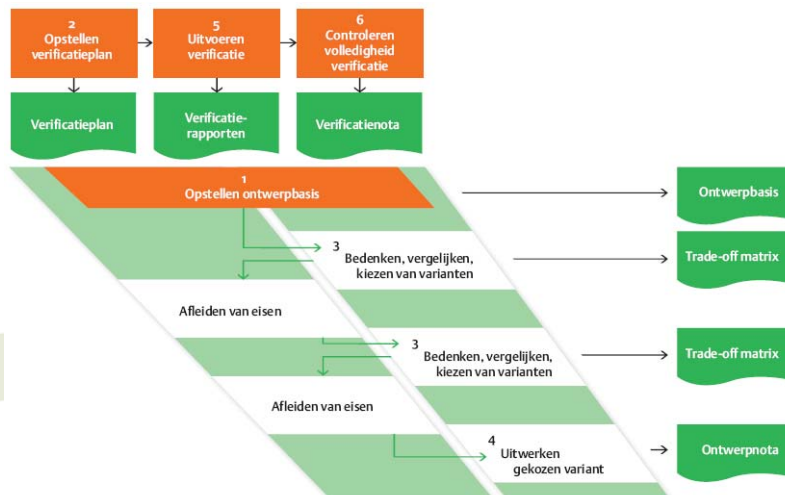 2
Opstellen
verificatieplan
5
Uitvoeren
verificatie
6
Controleren
volledigheid
verificatie
Verificatieplan
Verificatie-
rapporten
Verificatienota
1
Opstellen ontwerpbasis
Ontwerpbasis
3
Bedenken, vergelijken,
kiezen van varianten
Trade-off matrix
Afleiden van eisen
3
Bedenken, vergelijken,
kiezen van varianten
Trade-off matrix
Afleiden van eisen
4
Uitwerken
gekozen variant
Ontwerpnota